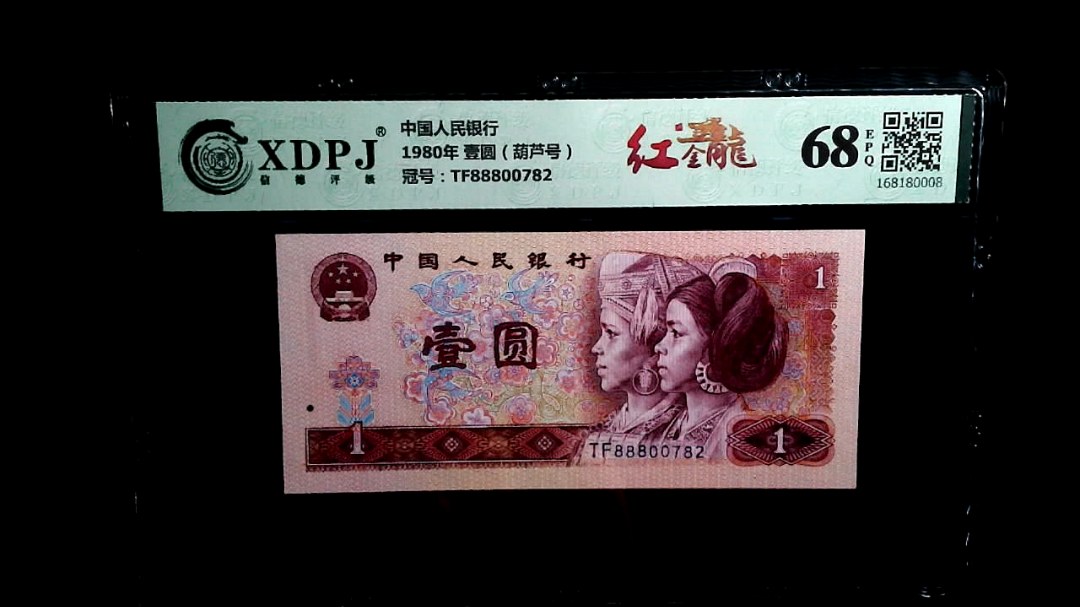 XDPJ®
信德评级
中国人民银行
1980年 壹圆（葫芦号）
冠号：TF88800782
红金龍
68
EPQ
168180008
中国人民银行
壹圆
1
1
1
TF88800782